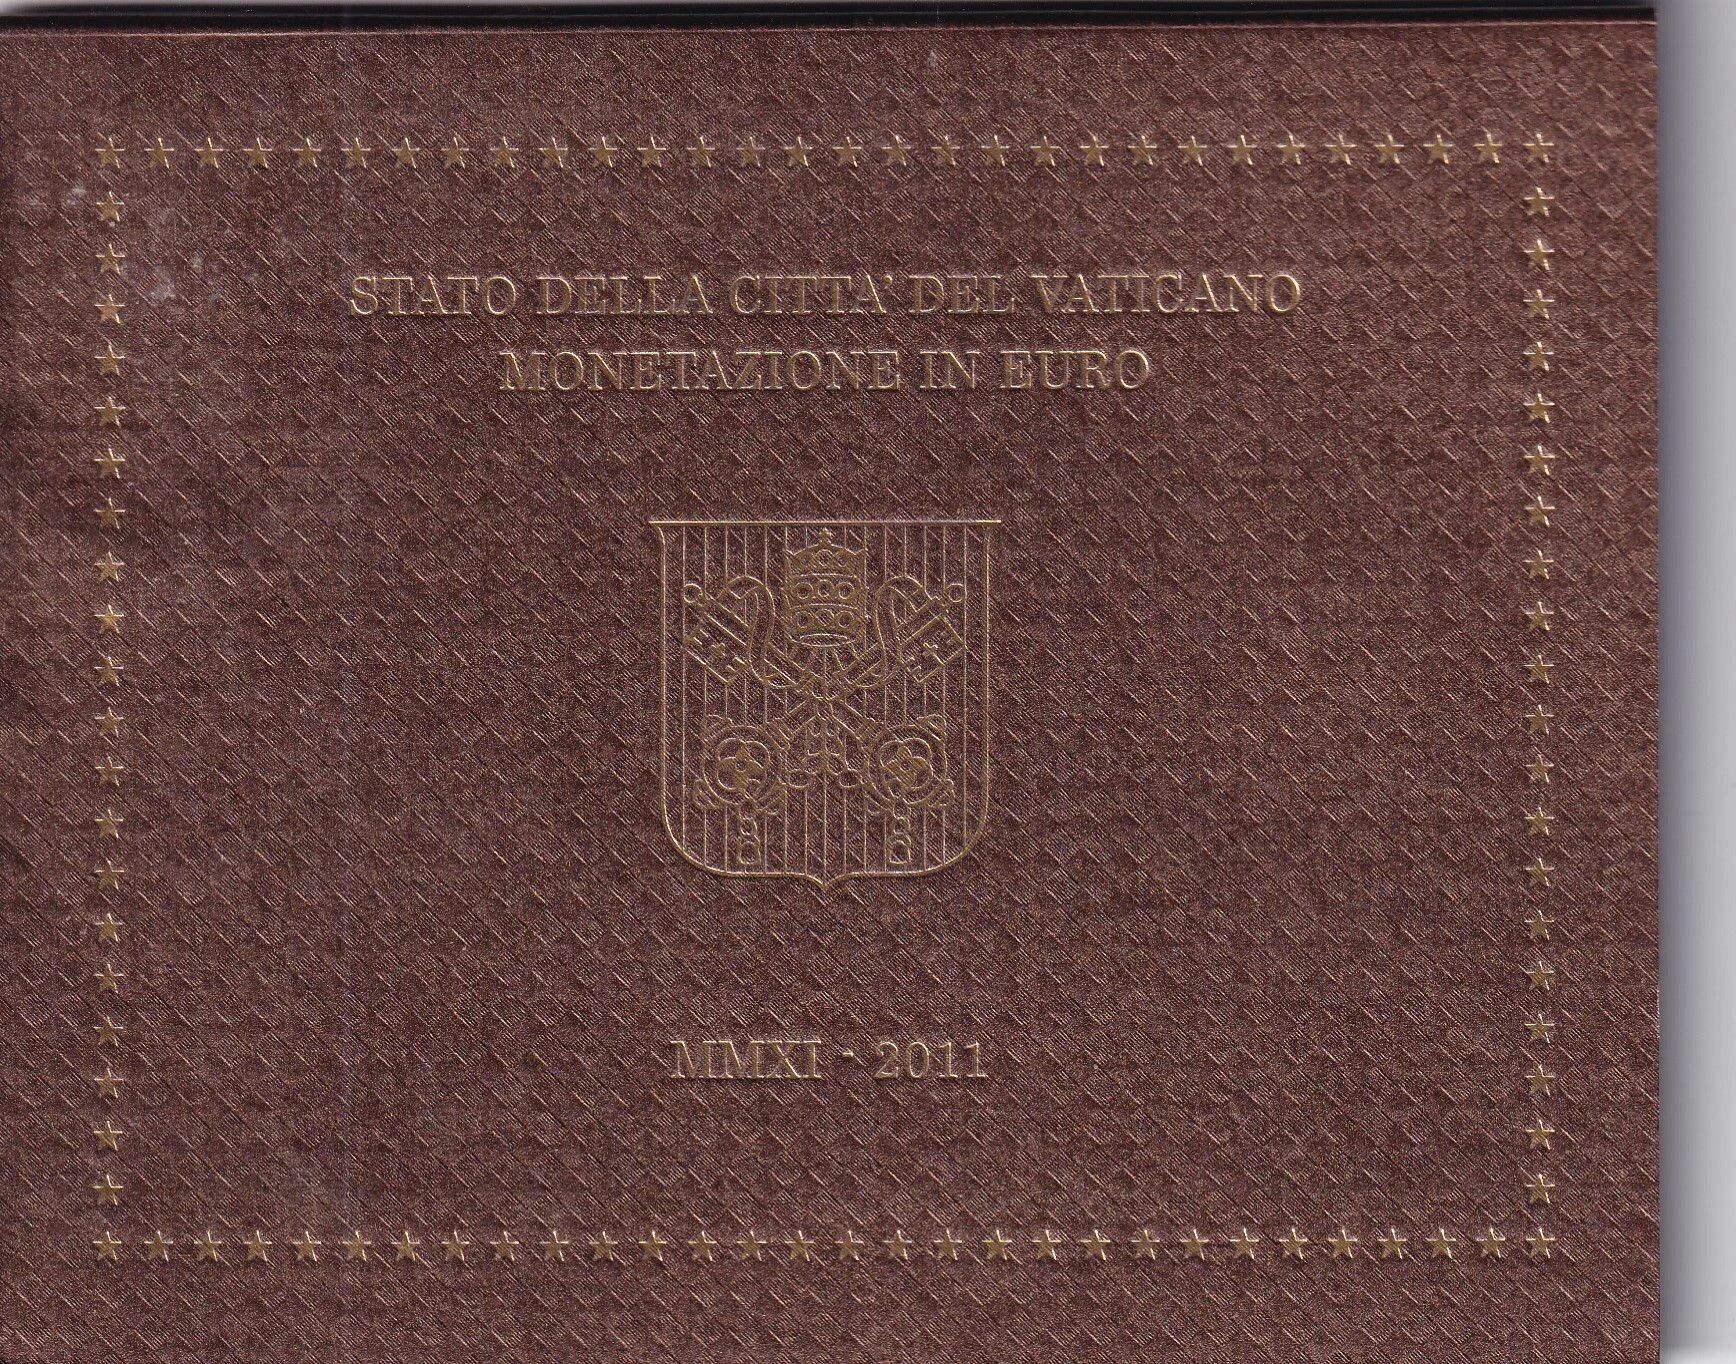 STATO DELLA CITTA' DEL VATICANO
MONETAZIONE IN EURO
MMXI - 2011